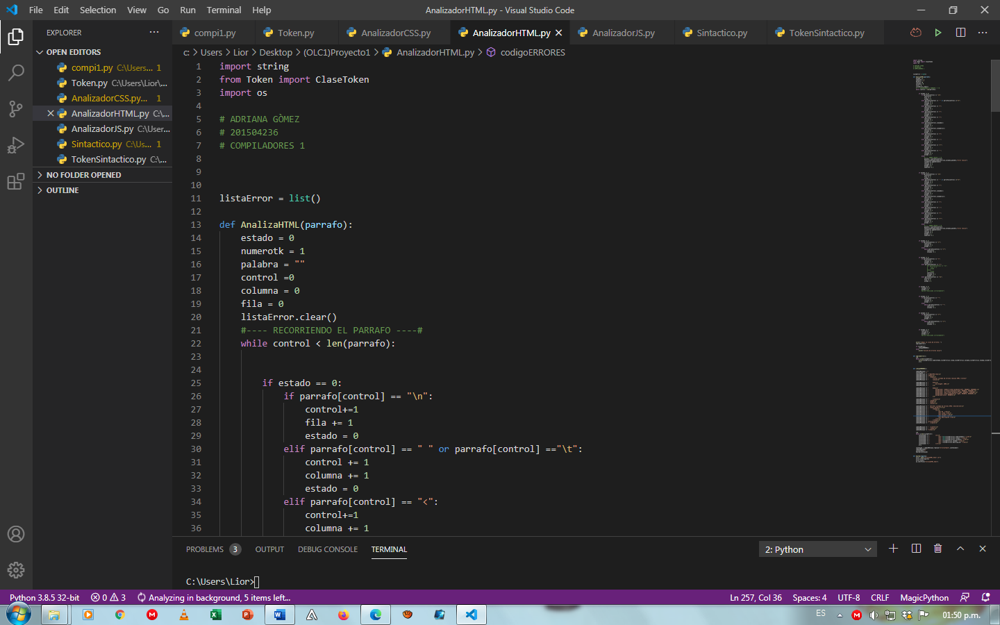 File Edit Selection View Go Run Terminal Help AnalizadorHTML.py - Visual Studio Code
EXPLORER ...
compi1.py Token.py AnalizadorCSS.py AnalizadorHTML.py AnalizadorJS.py Sintactico.py TokenSintactico.py
OPEN EDITORS
compi1.py C:\Users... 1
Token.py C:\Users\Lior\...
AnalizadorCSS.py... 1
AnalizadorHTML.py C:\...
AnalizadorJS.py C:\User...
Sintactico.py C:\Us... 1
TokenSintactico.py C:\...
NO FOLDER OPENED
OUTLINE
c: > Users > Lior > Desktop > (OLC1)Proyecto1 > AnalizadorHTML.py > codigoERRORES
1 import string
2 from Token import ClaseToken
3 import os
4
5 # ADRIANA GÒMEZ
6 # 201504236
7 # COMPILADORES 1
8
9
10
11 listaError = list()
12
13 def AnalizaHTML(parrafo):
14 estado = 0
15 numerotk = 1
16 palabra = ""
17 control =0
18 columna = 0
19 fila = 0
20 listaError.clear()
21 #---- RECORRIENDO EL PARRAFO ----#
22 while control < len(parrafo):
23
24
25 if estado == 0:
26 if parrafo[control] == "\n":
27 control+=1
28 fila += 1
29 estado = 0
30 elif parrafo[control] == " " or parrafo[control] =="\t":
31 control += 1
32 columna += 1
33 estado = 0
34 elif parrafo[control] == "<":
35 control+=1
36 columna += 1
PROBLEMS 3 OUTPUT DEBUG CONSOLE TERMINAL 2: Python
C:\Users\Lior>
Python 3.8.5 32-bit 0 3 Analyzing in background, 5 items left... Ln 257, Col 36 Spaces: 4 UTF-8 CRLF MagicPython
ES 01:50 p.m.